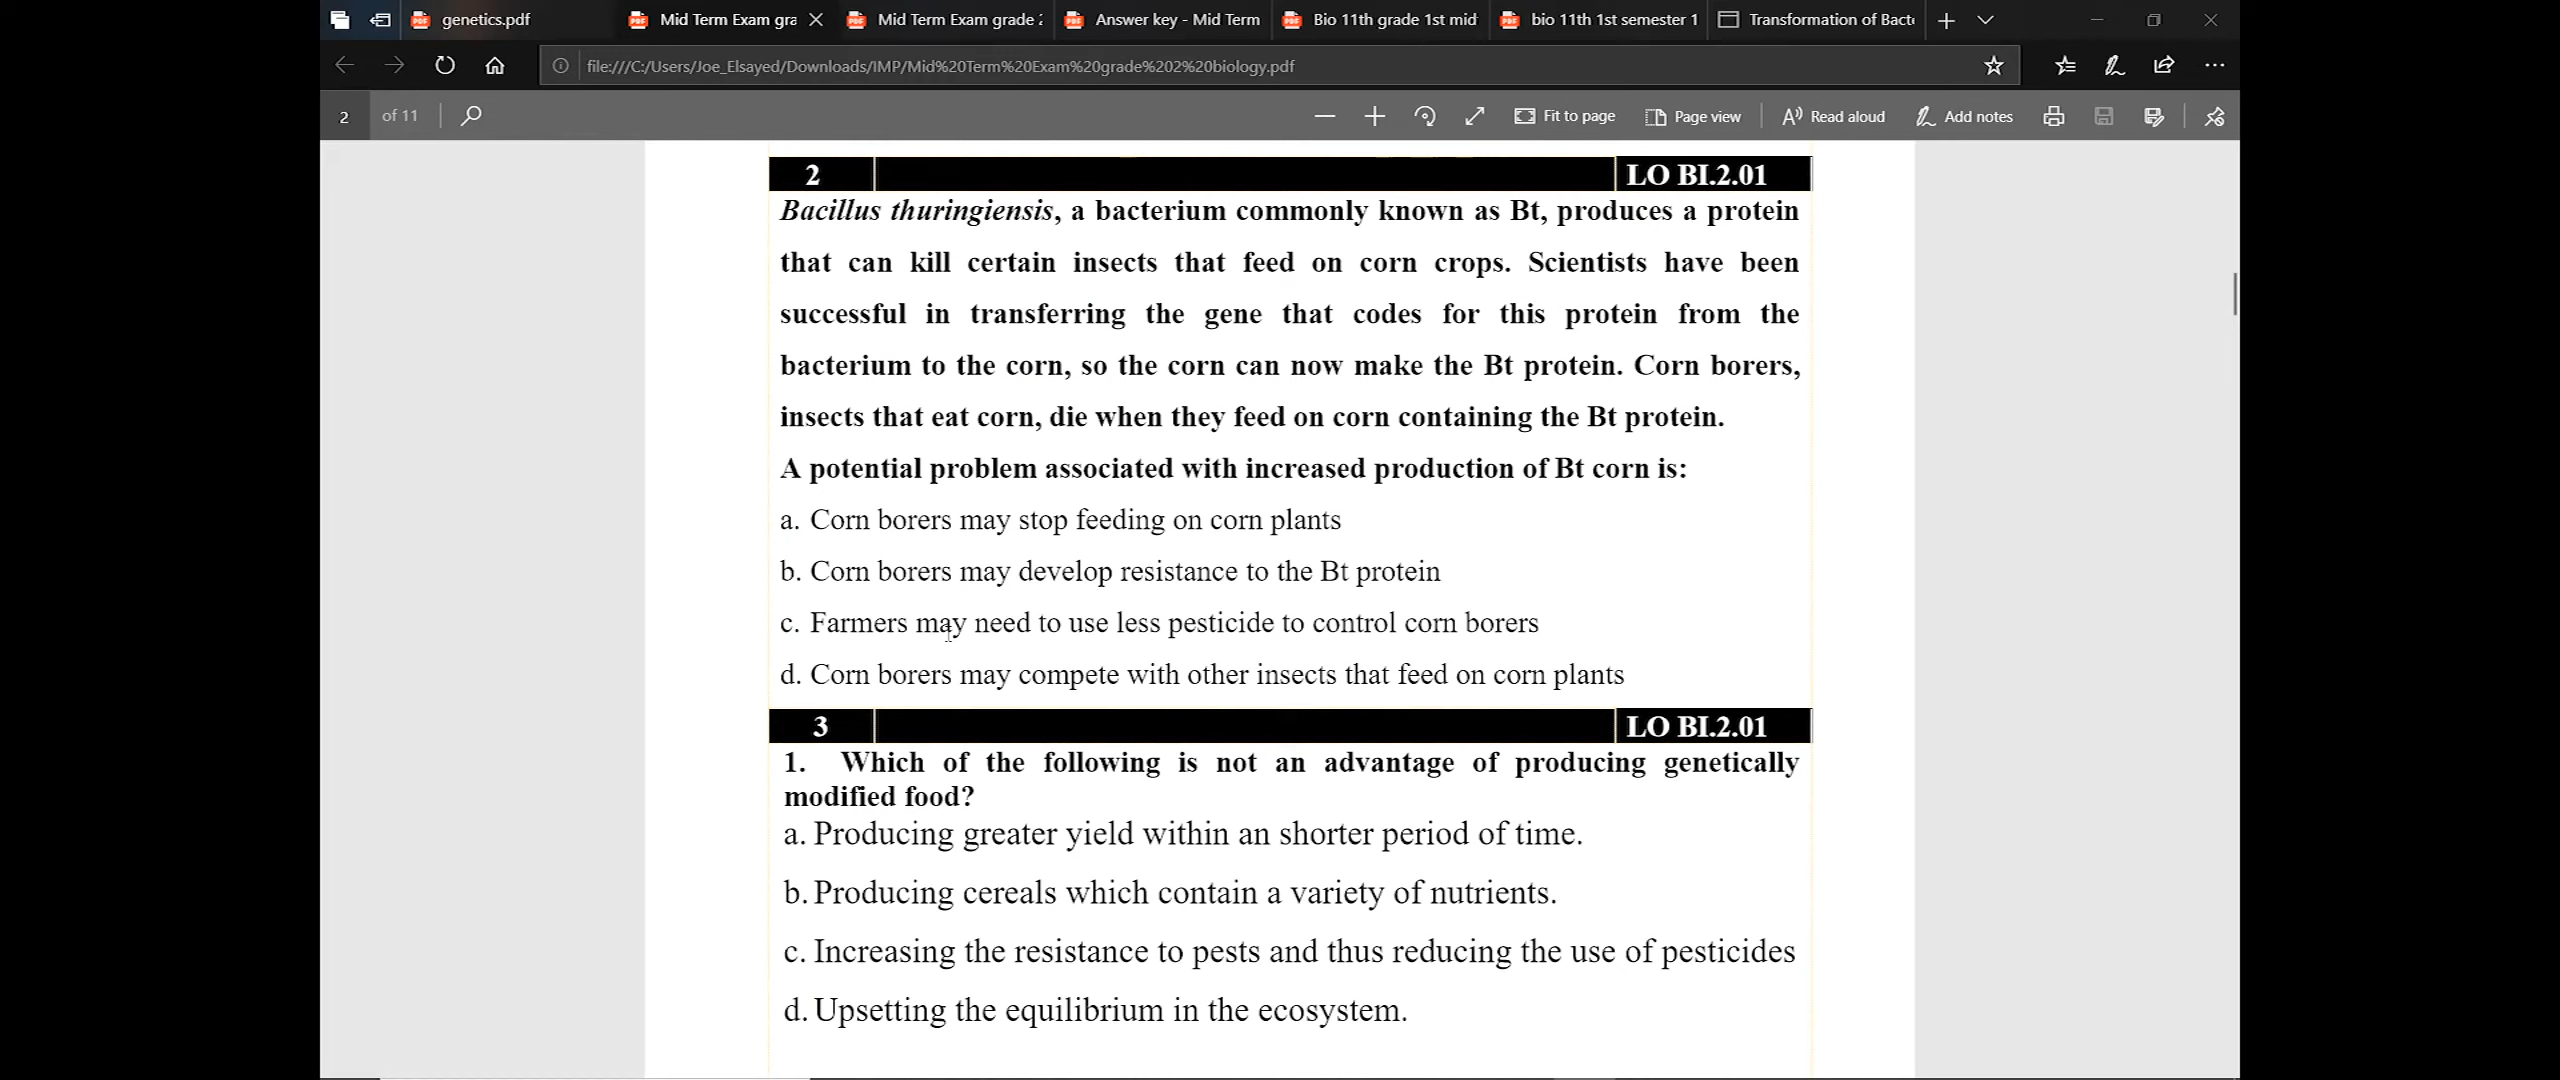 genetics.pdf
Mid Term Exam gra
Mid Term Exam grade 2
Answer key - Mid Term
Bio 11th grade 1st mid
bio 11th 1st semester 1
Transformation of Bact
file:///C:/Users/Joe_Elsayed/Downloads/IMP/Mid%20Term%20Exam%20grade%202%20biology.pdf
2 of 11
Fit to page
Page view
Read aloud
Add notes
2 LO BI.2.01
Bacillus thuringiensis, a bacterium commonly known as Bt, produces a protein
that can kill certain insects that feed on corn crops. Scientists have been
successful in transferring the gene that codes for this protein from the
bacterium to the corn, so the corn can now make the Bt protein. Corn borers,
insects that eat corn, die when they feed on corn containing the Bt protein.
A potential problem associated with increased production of Bt corn is:
a. Corn borers may stop feeding on corn plants
b. Corn borers may develop resistance to the Bt protein
c. Farmers may need to use less pesticide to control corn borers
d. Corn borers may compete with other insects that feed on corn plants
3 LO BI.2.01
1. Which of the following is not an advantage of producing genetically
modified food?
a. Producing greater yield within an shorter period of time.
b. Producing cereals which contain a variety of nutrients.
c. Increasing the resistance to pests and thus reducing the use of pesticides
d. Upsetting the equilibrium in the ecosystem.